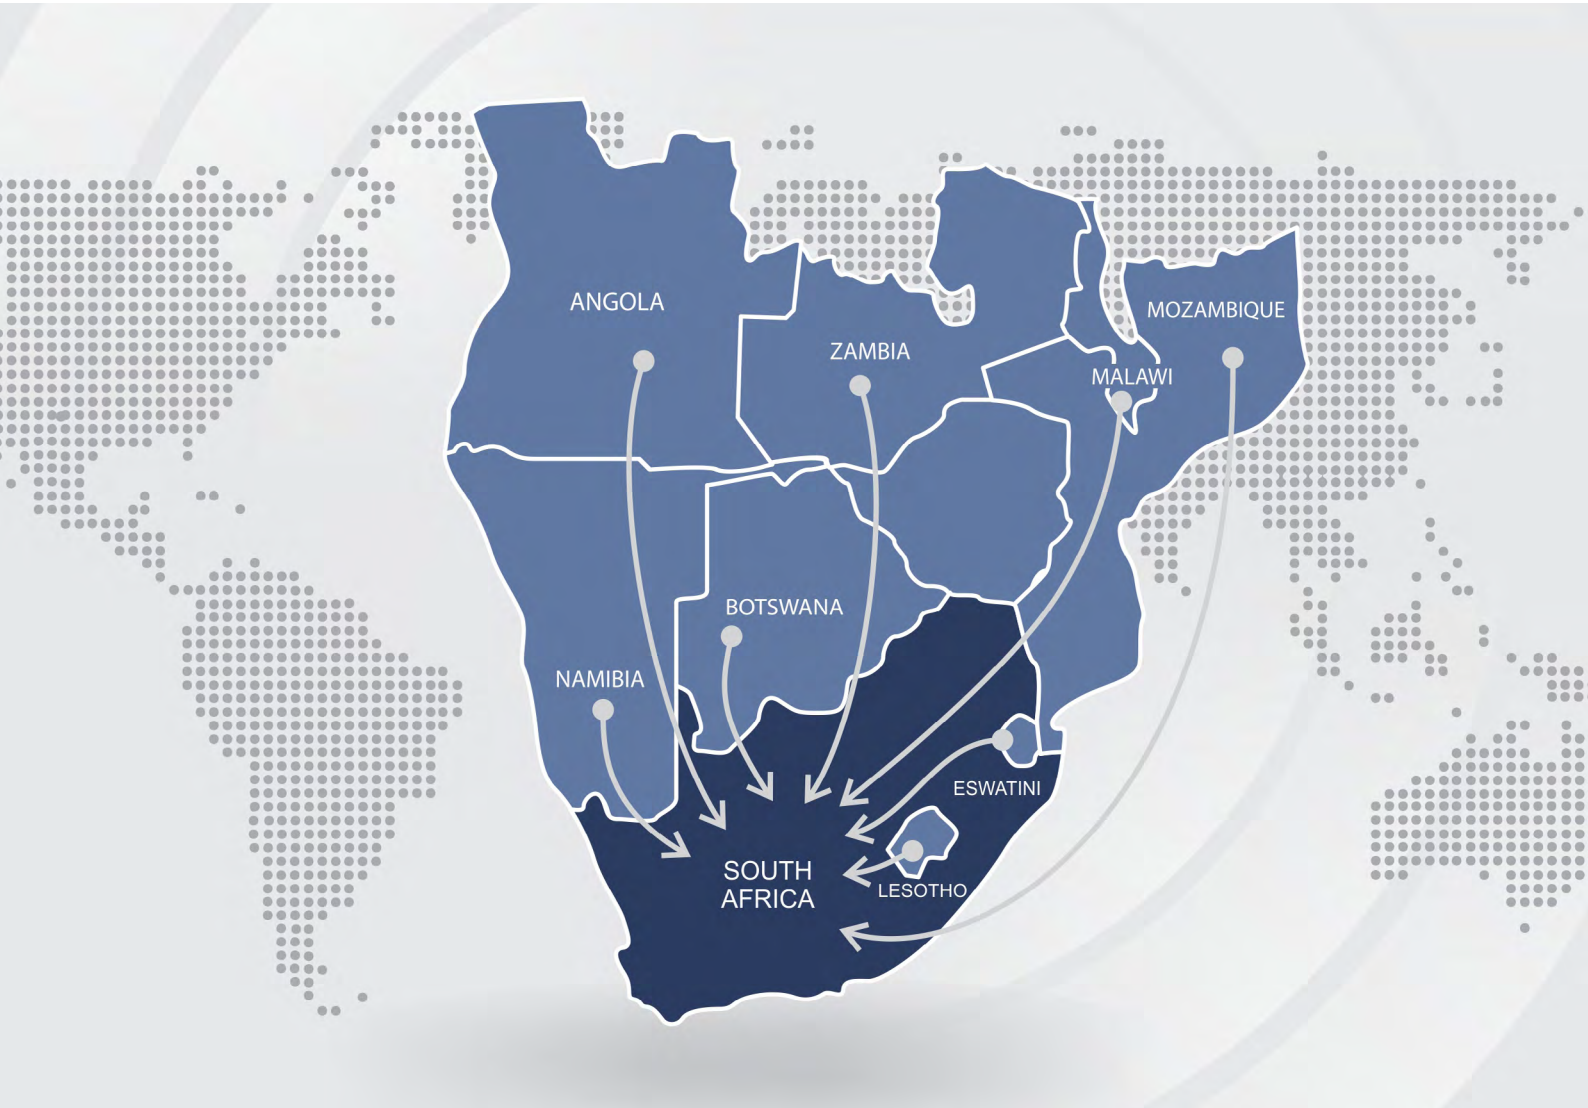 ANGOLA
MOZAMBIQUE
ZAMBIA
MALAWI
BOTSWANA
NAMIBIA
ESWATINI
SOUTH
AFRICA
LESOTHO